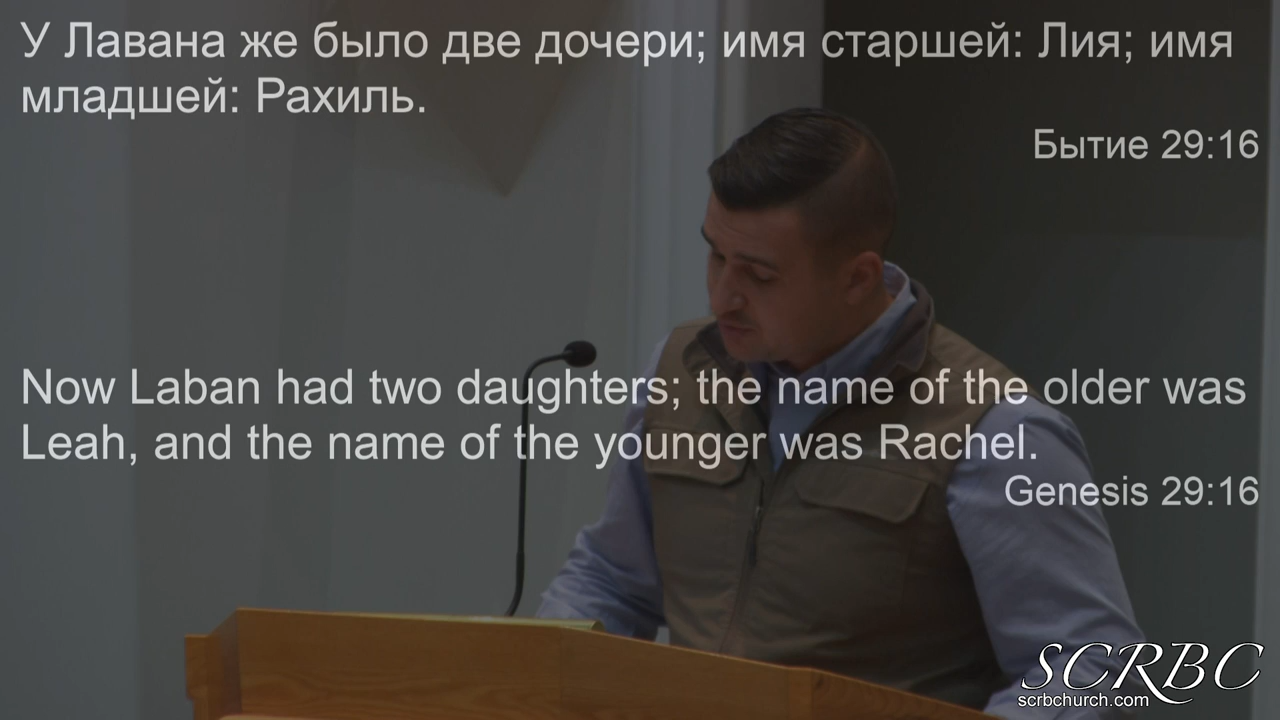 У Лавана же было две дочери; имя старшей: Лия; имя
младшей: Рахиль.
Бытие 29:16
Now Laban had two daughters; the name of the older was
Leah, and the name of the younger was Rachel.
Genesis 29:16
SCRBC
scrbchurch.com